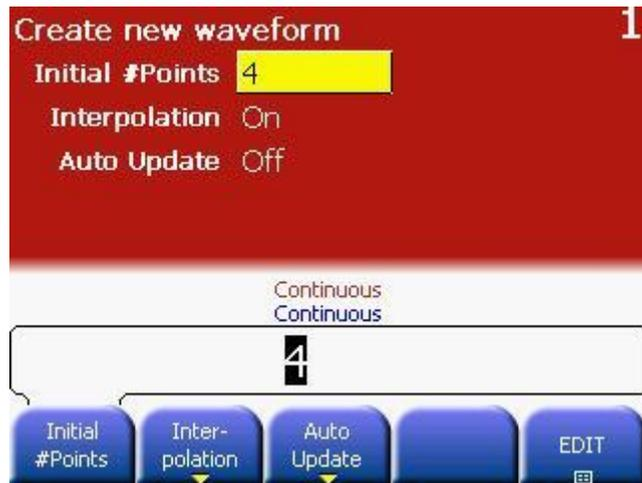 Create new waveform 1
Initial #Points 4
Interpolation On
Auto Update Off
Continuous
Continuous
4
Initial #Points
Inter- polation
Auto Update
EDIT